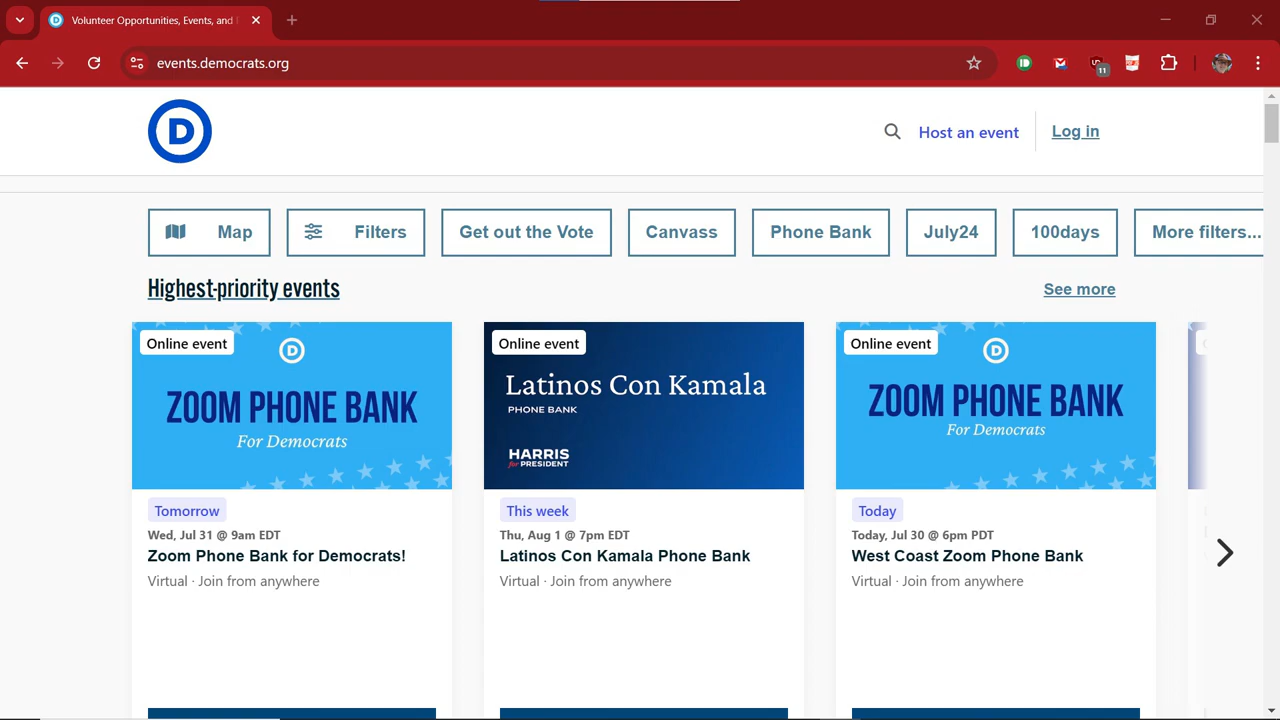 Volunteer Opportunities, Events, and
events.democrats.org
11
D
Host an event
Log in
Map
Filters
Get out the Vote
Canvass
Phone Bank
July24
100days
More filters...
Highest-priority events
See more
Online event
D
ZOOM PHONE BANK
For Democrats
Tomorrow
Wed, Jul 31 @ 9am EDT
Zoom Phone Bank for Democrats!
Virtual · Join from anywhere
Online event
Latinos Con Kamala
PHONE BANK
HARRIS
for PRESIDENT
This week
Thu, Aug 1 @ 7pm EDT
Latinos Con Kamala Phone Bank
Virtual · Join from anywhere
Online event
D
ZOOM PHONE BANK
For Democrats
Today
Today, Jul 30 @ 6pm PDT
West Coast Zoom Phone Bank
Virtual · Join from anywhere